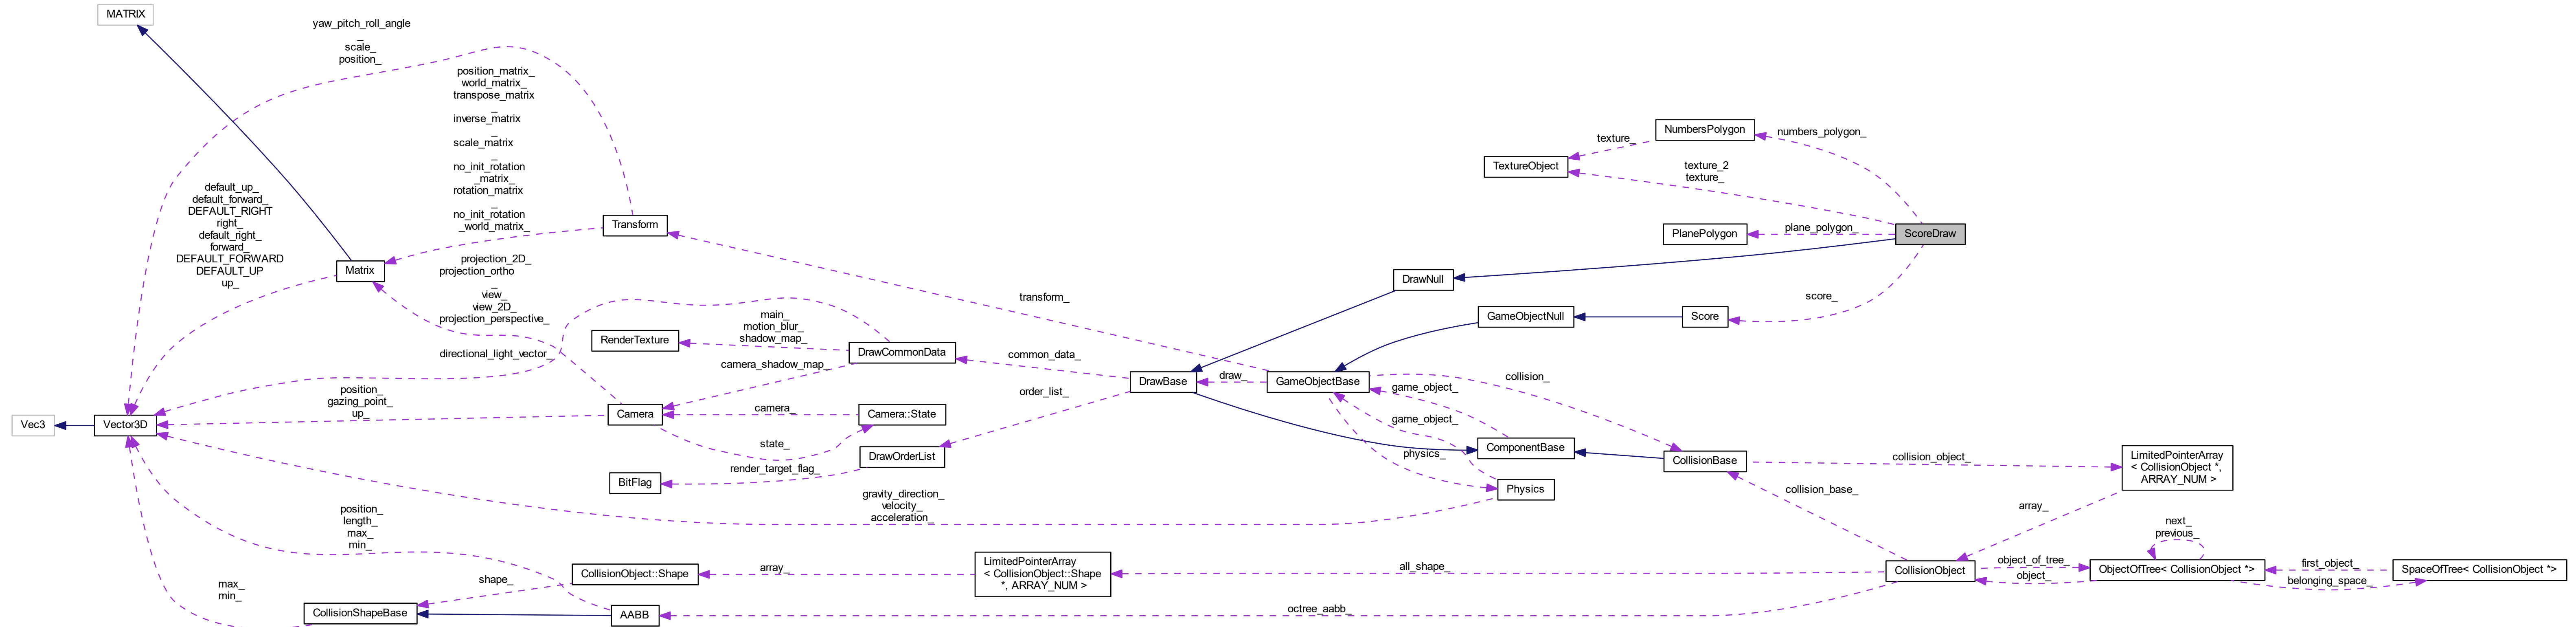 MATRIX
yaw_pitch_roll_angle
_
scale_
position_
position_matrix_
world_matrix_
transpose_matrix
_
inverse_matrix
_
scale_matrix
_
no_init_rotation
_matrix_
rotation_matrix
_
no_init_rotation
_world_matrix_
default_up_
default_forward_
DEFAULT_RIGHT
right_
default_right_
forward_
DEFAULT_FORWARD
DEFAULT_UP
up_
Transform
Matrix
projection_2D_
projection_ortho
_
view_
view_2D_
projection_perspective_
directional_light_vector_
position_
gazing_point_
up_
Vec3
Vector3D
Camera
RenderTexture
main_
motion_blur_
shadow_map_
DrawCommonData
camera_shadow_map_
camera_
Camera::State
state_
DrawOrderList
render_target_flag_
BitFlag
transform_
common_data_
order_list_
DrawBase
draw_
GameObjectBase
DrawNull
GameObjectNull
Score
score_
TextureObject
texture_
NumbersPolygon
numbers_polygon_
texture_2
texture_
PlanePolygon
plane_polygon_
ScoreDraw
collision_
game_object_
game_object_
physics_
ComponentBase
Physics
CollisionBase
collision_object_
LimitedPointerArray
< CollisionObject *,
ARRAY_NUM >
collision_base_
array_
gravity_direction_
velocity_
acceleration_
position_
length_
max_
min_
max_
min_
CollisionShapeBase
shape_
CollisionObject::Shape
array_
LimitedPointerArray
< CollisionObject::Shape
*, ARRAY_NUM >
all_shape_
AABB
octree_aabb_
CollisionObject
object_of_tree_
object_
next_
previous_
ObjectOfTree< CollisionObject *>
first_object_
belonging_space_
SpaceOfTree< CollisionObject *>